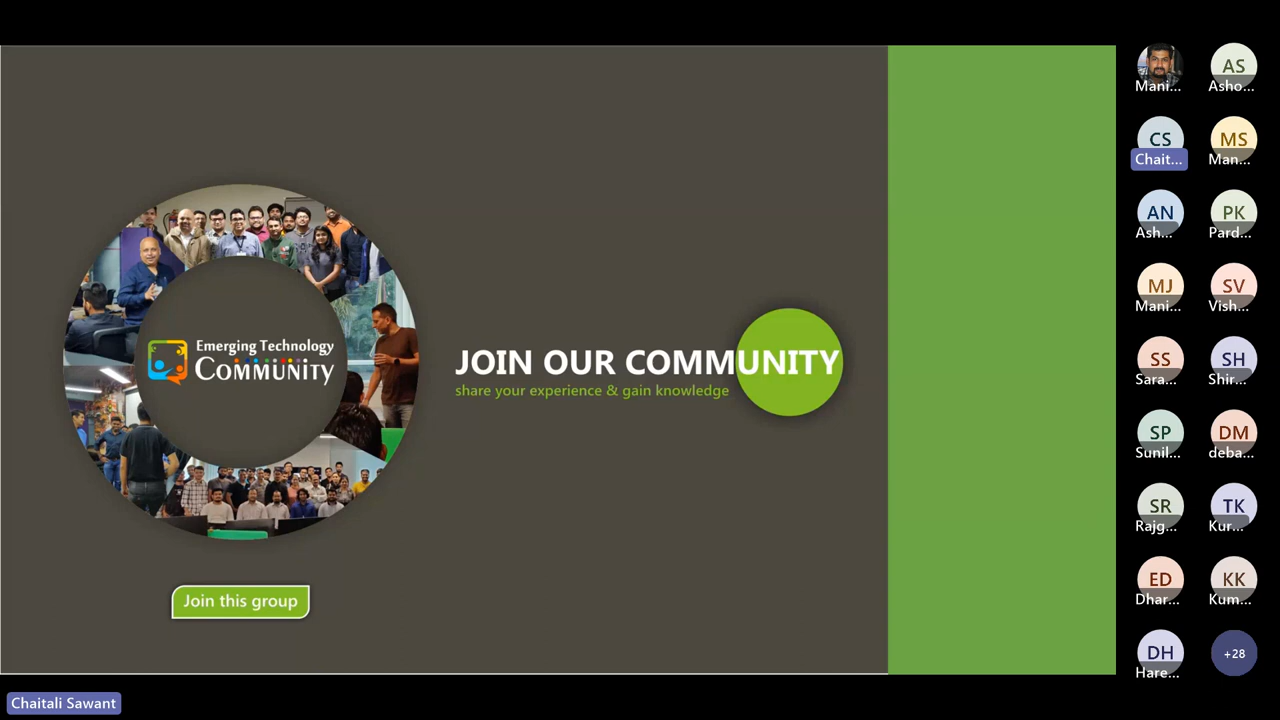 Emerging Technology
COMMUNITY
JOIN OUR COMMUNITY
share your experience & gain knowledge
Join this group
Mani...
AS
Asho...
CS
Chait...
MS
Man...
AN
Ash...
PK
Pard...
MJ
Mani...
SV
Vish...
SS
Sara...
SH
Shir...
SP
Sunil...
DM
deba...
SR
Rajg...
TK
Kur...
ED
Dhar...
KK
Kum...
DH
Hare...
+28
Chaitali Sawant